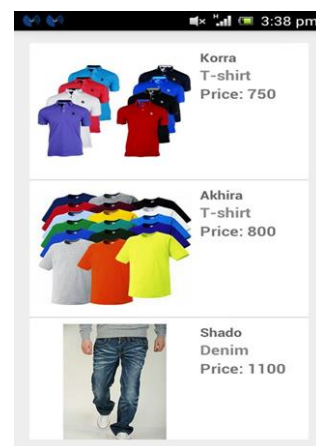 3:38 pm
Korra
T-shirt
Price: 750
Akhira
T-shirt
Price: 800
Shado
Denim
Price: 1100